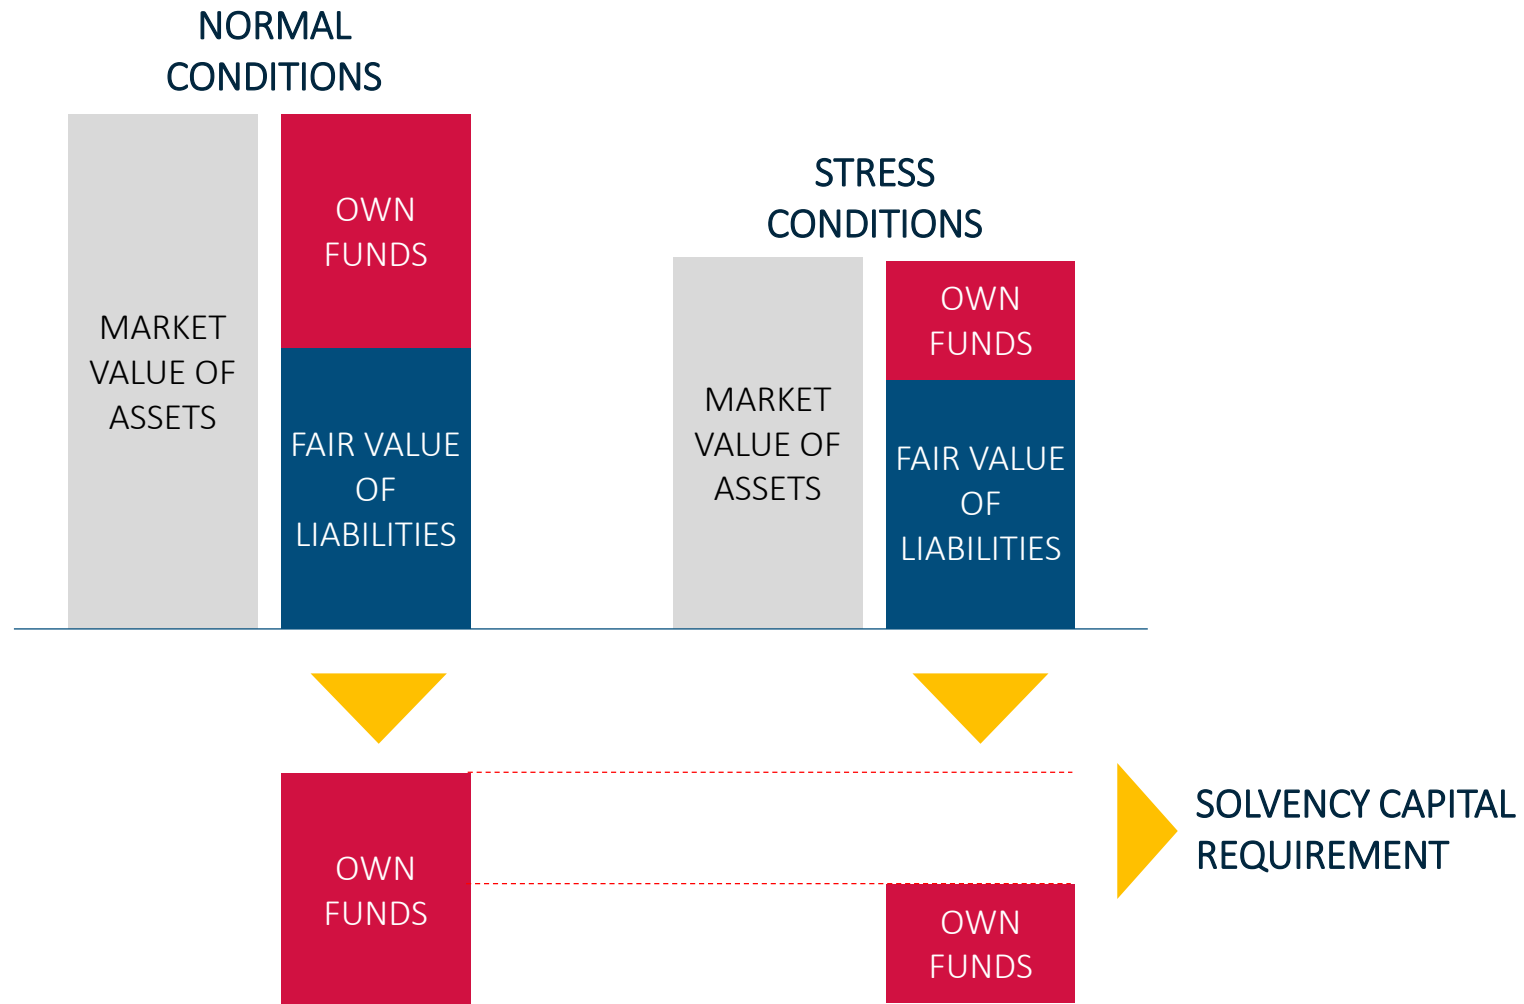 NORMAL
CONDITIONS
MARKET
VALUE OF
ASSETS
OWN
FUNDS
FAIR VALUE
OF
LIABILITIES
STRESS
CONDITIONS
MARKET
VALUE OF
ASSETS
OWN
FUNDS
FAIR VALUE
OF
LIABILITIES
OWN
FUNDS
OWN
FUNDS
SOLVENCY CAPITAL
REQUIREMENT